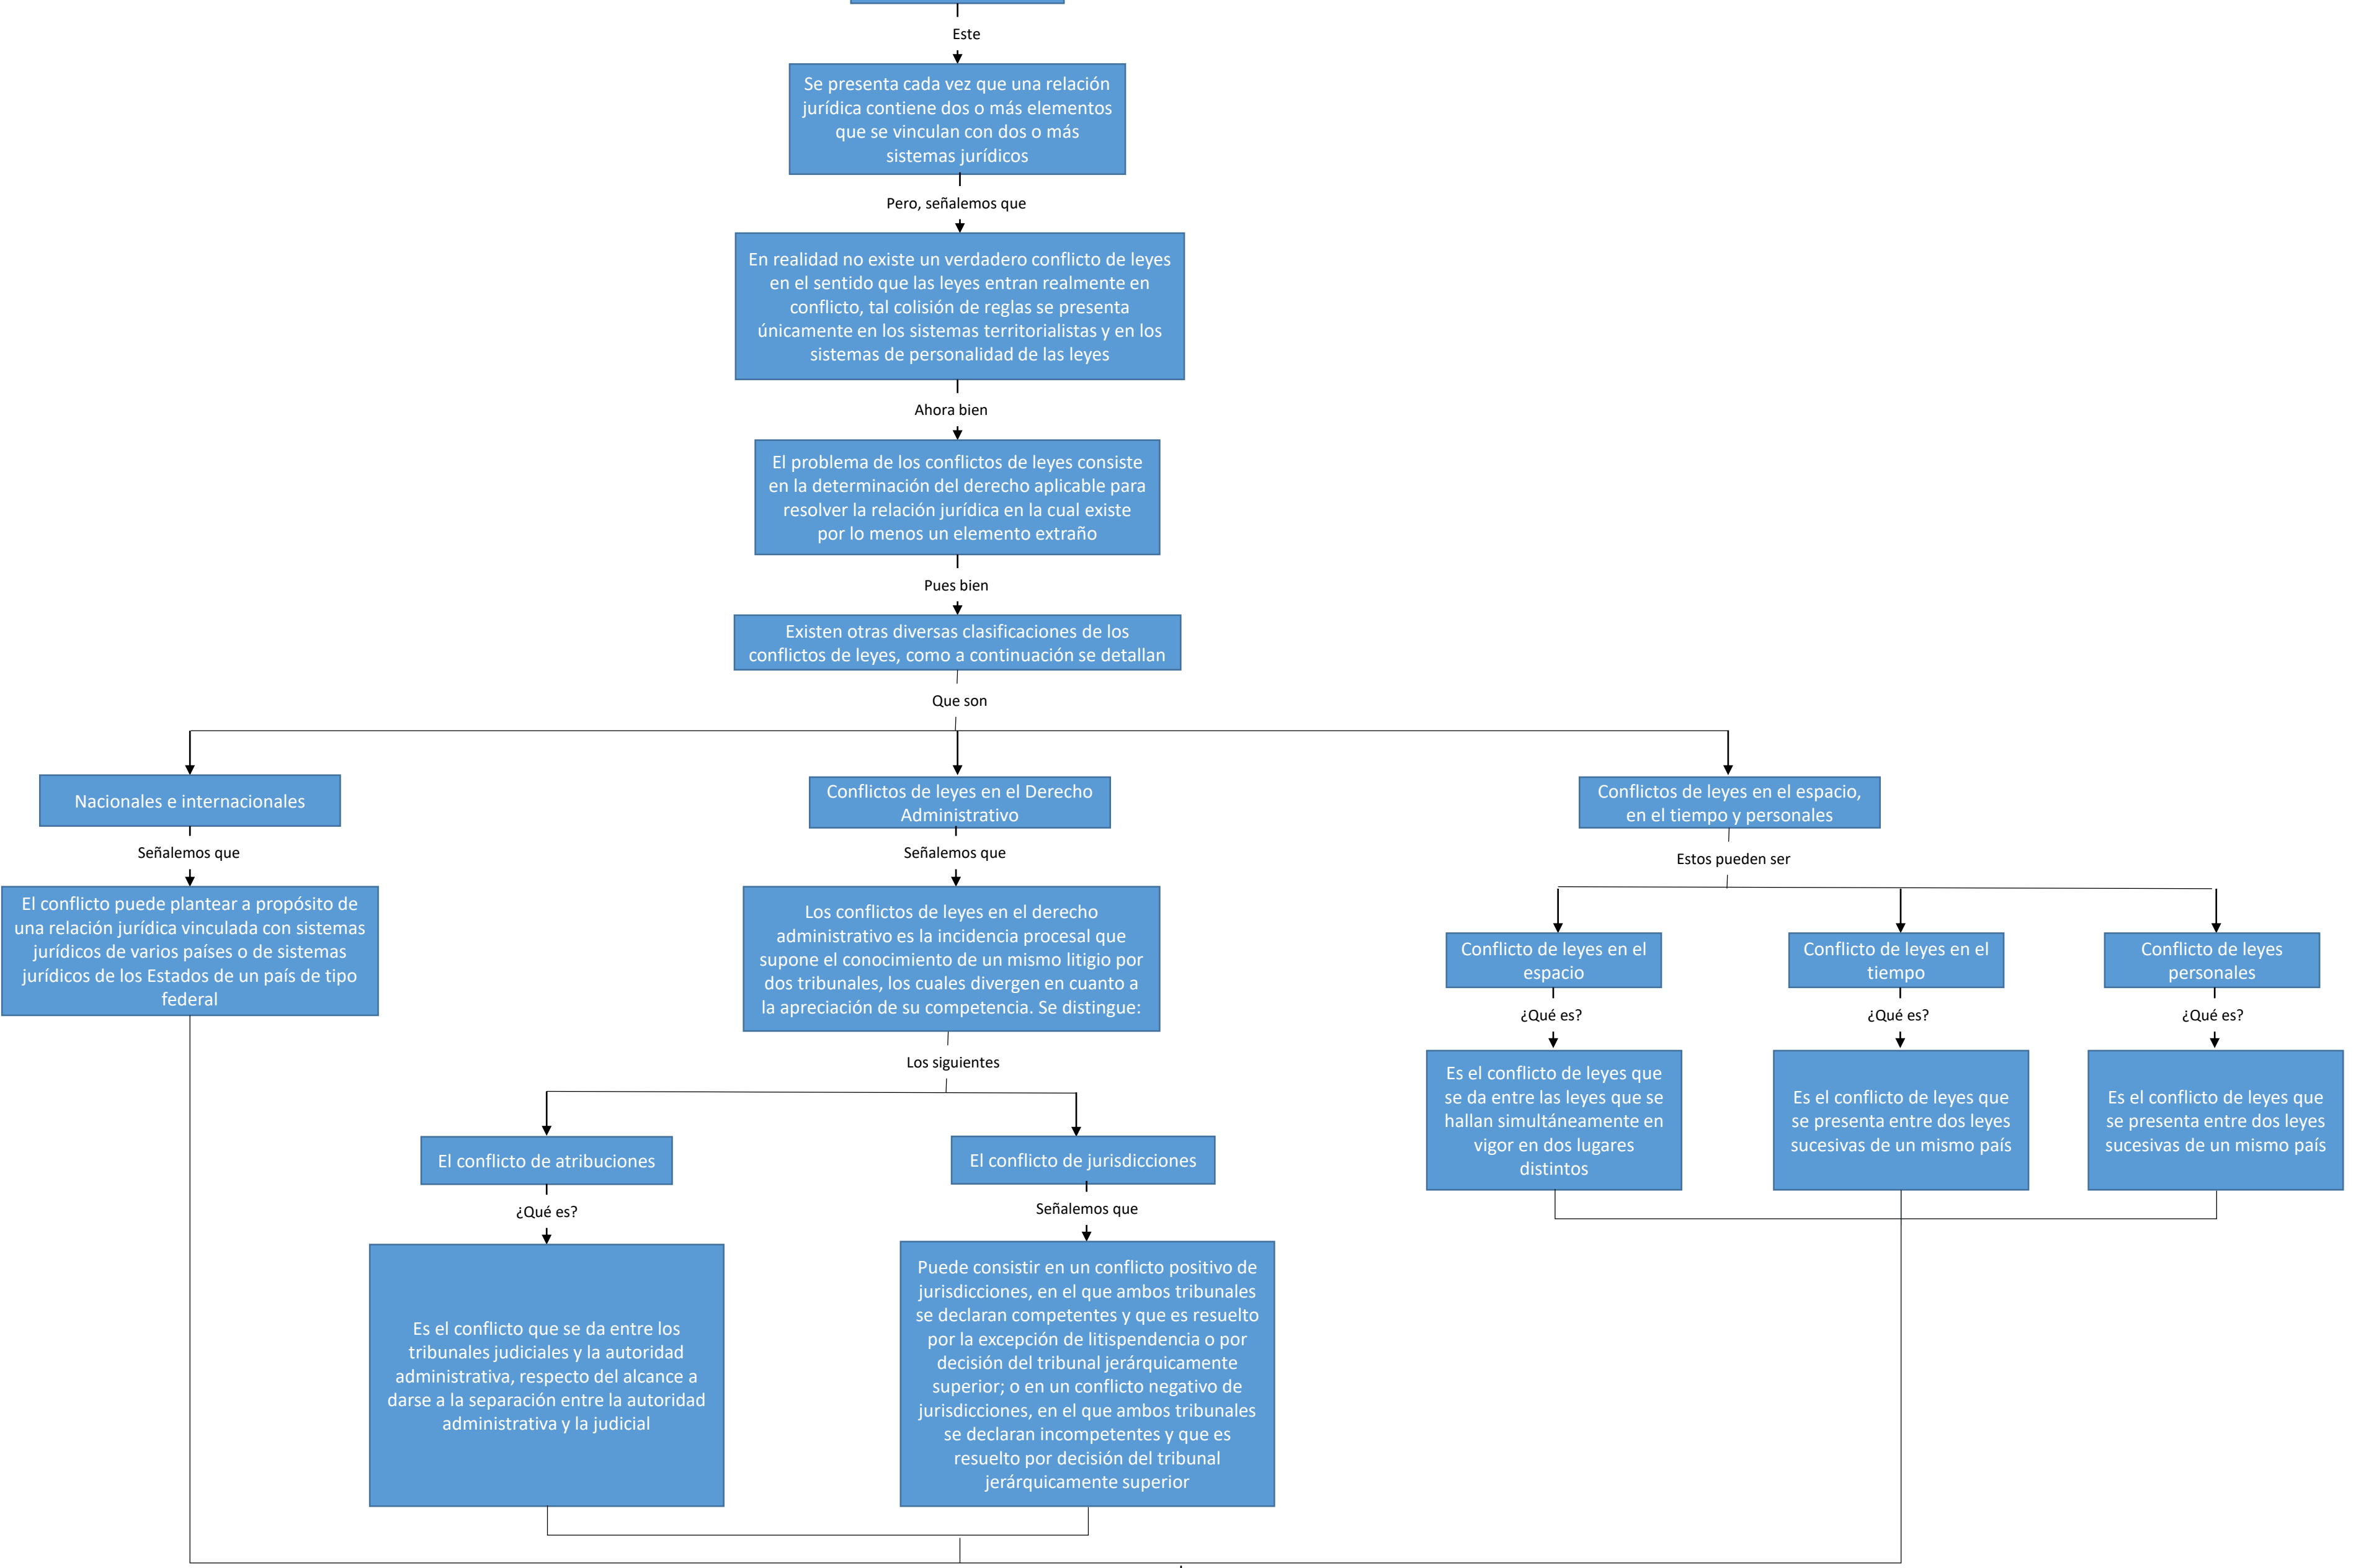 Este
Se presenta cada vez que una relación
jurídica contiene dos o más elementos
que se vinculan con dos o más
sistemas jurídicos
Pero, señalemos que
En realidad no existe un verdadero conflicto de leyes
en el sentido que las leyes entran realmente en
conflicto, tal colisión de reglas se presenta
únicamente en los sistemas territorialistas y en los
sistemas de personalidad de las leyes
Ahora bien
El problema de los conflictos de leyes consiste
en la determinación del derecho aplicable para
resolver la relación jurídica en la cual existe
por lo menos un elemento extraño
Pues bien
Existen otras diversas clasificaciones de los
conflictos de leyes, como a continuación se detallan
Que son
Nacionales e internacionales
Señalemos que
El conflicto puede plantear a propósito de
una relación jurídica vinculada con sistemas
jurídicos de varios países o de sistemas
jurídicos de los Estados de un país de tipo
federal
Conflictos de leyes en el Derecho
Administrativo
Señalemos que
Los conflictos de leyes en el derecho
administrativo es la incidencia procesal que
supone el conocimiento de un mismo litigio por
dos tribunales, los cuales divergen en cuanto a
la apreciación de su competencia. Se distingue:
Los siguientes
El conflicto de atribuciones
¿Qué es?
Es el conflicto que se da entre los
tribunales judiciales y la autoridad
administrativa, respecto del alcance a
darse a la separación entre la autoridad
administrativa y la judicial
El conflicto de jurisdicciones
Señalemos que
Puede consistir en un conflicto positivo de
jurisdicciones, en el que ambos tribunales
se declaran competentes y que es resuelto
por la excepción de litispendencia o por
decisión del tribunal jerárquicamente
superior; o en un conflicto negativo de
jurisdicciones, en el que ambos tribunales
se declaran incompetentes y que es
resuelto por decisión del tribunal
jerárquicamente superior
Conflictos de leyes en el espacio,
en el tiempo y personales
Estos pueden ser
Conflicto de leyes en el
espacio
¿Qué es?
Es el conflicto de leyes que
se da entre las leyes que se
hallan simultáneamente en
vigor en dos lugares
distintos
Conflicto de leyes en el
tiempo
¿Qué es?
Es el conflicto de leyes que
se presenta entre dos leyes
sucesivas de un mismo país
Conflicto de leyes
personales
¿Qué es?
Es el conflicto de leyes que
se presenta entre dos leyes
sucesivas de un mismo país